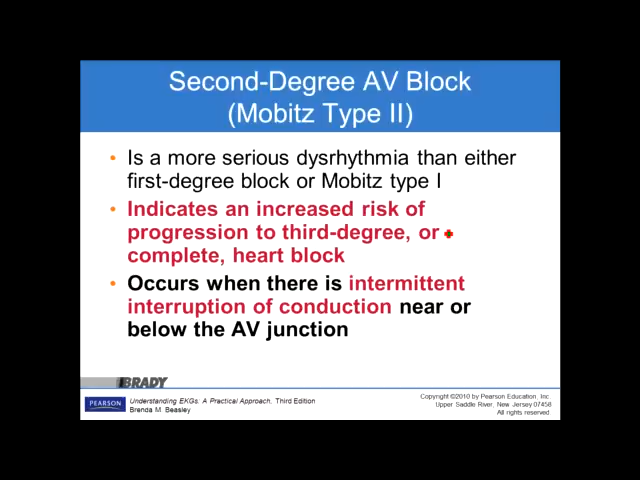 Second-Degree AV Block
(Mobitz Type II)
• Is a more serious dysrhythmia than either
first-degree block or Mobitz type I
• Indicates an increased risk of
progression to third-degree, or
complete, heart block
• Occurs when there is intermittent
interruption of conduction near or
below the AV junction
BRADY
PEARSON
Understanding EKGs: A Practical Approach, Third Edition
Brenda M. Beasley
Copyright ©2010 by Pearson Education, Inc.
Upper Saddle River, New Jersey 07458
All rights reserved.